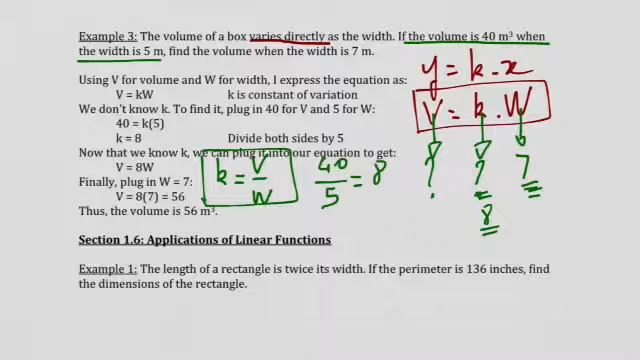 Example 3: The volume of a box varies directly as the width. If the volume is 40 m³ when
the width is 5 m, find the volume when the width is 7 m.
y = k · x
Using V for volume and W for width, I express the equation as:
V = kW k is constant of variation
V = k · W
We don't know k. To find it, plug in 40 for V and 5 for W:
40 = k(5)
k = 8 Divide both sides by 5
Now that we know k, we can plug it into our equation to get:
V = 8W
k = V/W
40/5 = 8
? ? 7
8
Finally, plug in W = 7:
V = 8(7) = 56
Thus, the volume is 56 m³.
Section 1.6: Applications of Linear Functions
Example 1: The length of a rectangle is twice its width. If the perimeter is 136 inches, find
the dimensions of the rectangle.